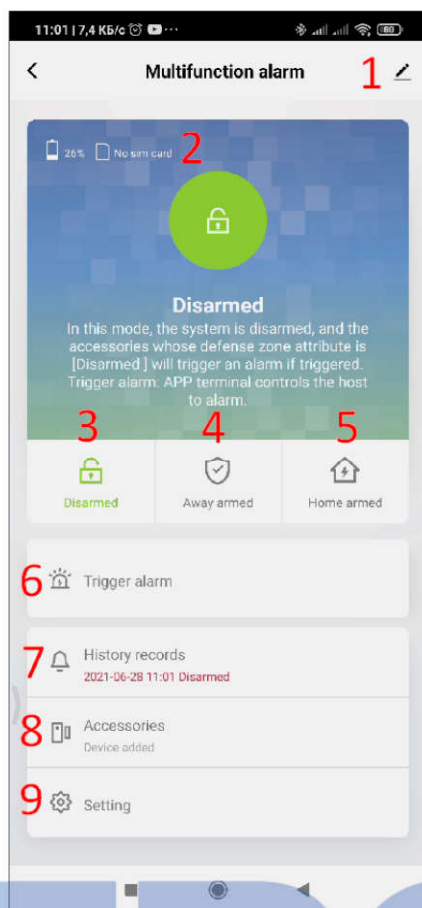 11:01 | 7,4 КБ/с ...
Multifunction alarm 1
26% No sim card 2
Disarmed
In this mode, the system is disarmed, and the
accessories whose defense zone attribute is
[Disarmed ] will trigger an alarm if triggered.
Trigger alarm: APP terminal controls the host
to alarm.
3 4 5
Disarmed Away armed Home armed
6 Trigger alarm
7 History records
2021-06-28 11:01 Disarmed
8 Accessories
Device added
9 Setting